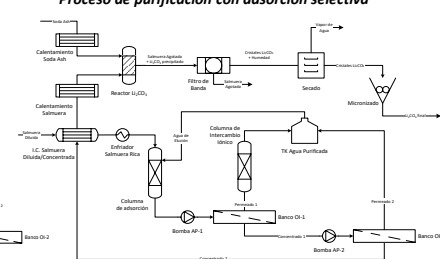 Proceso de purificación con adsorción selectiva
Soda Ash
Calentamiento
Soda Ash
Calentamiento
Salmuera
Reactor Li₂CO₃
Salmuera Agotada
+ Li₂CO₃ precipitado
Filtro de
Banda
Salmuera
Agotada
Cristales Li₂CO₃
+ Humedad
Vapor de
Agua
Secado
Cristales Li₂CO₃
Micronizado
Li₂CO₃ final
Salmuera
Diluida
I.C. Salmuera
Diluida/Concentrada
Enfriador
Salmuera Rica
Agua de
Elución
Columna de
Intercambio
Iónico
TK Agua Purificada
Columna
de adsorción
Permeado 1
Permeado 2
Bomba AP-1
Banco OI-1
Concentrado 1
Bomba AP-2
Banco OI
Banco OI-2